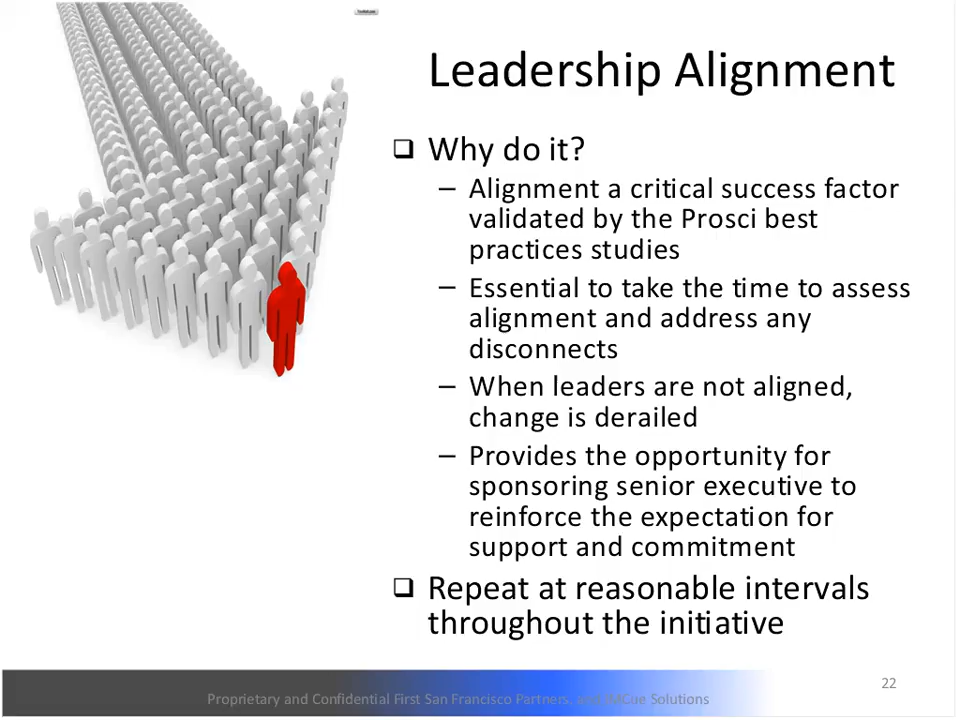 Leadership Alignment
❑ Why do it?
– Alignment a critical success factor
validated by the Prosci best
practices studies
– Essential to take the time to assess
alignment and address any
disconnects
– When leaders are not aligned,
change is derailed
– Provides the opportunity for
sponsoring senior executive to
reinforce the expectation for
support and commitment
❑ Repeat at reasonable intervals
throughout the initiative
22
Proprietary and Confidential First San Francisco Partners, Solutions